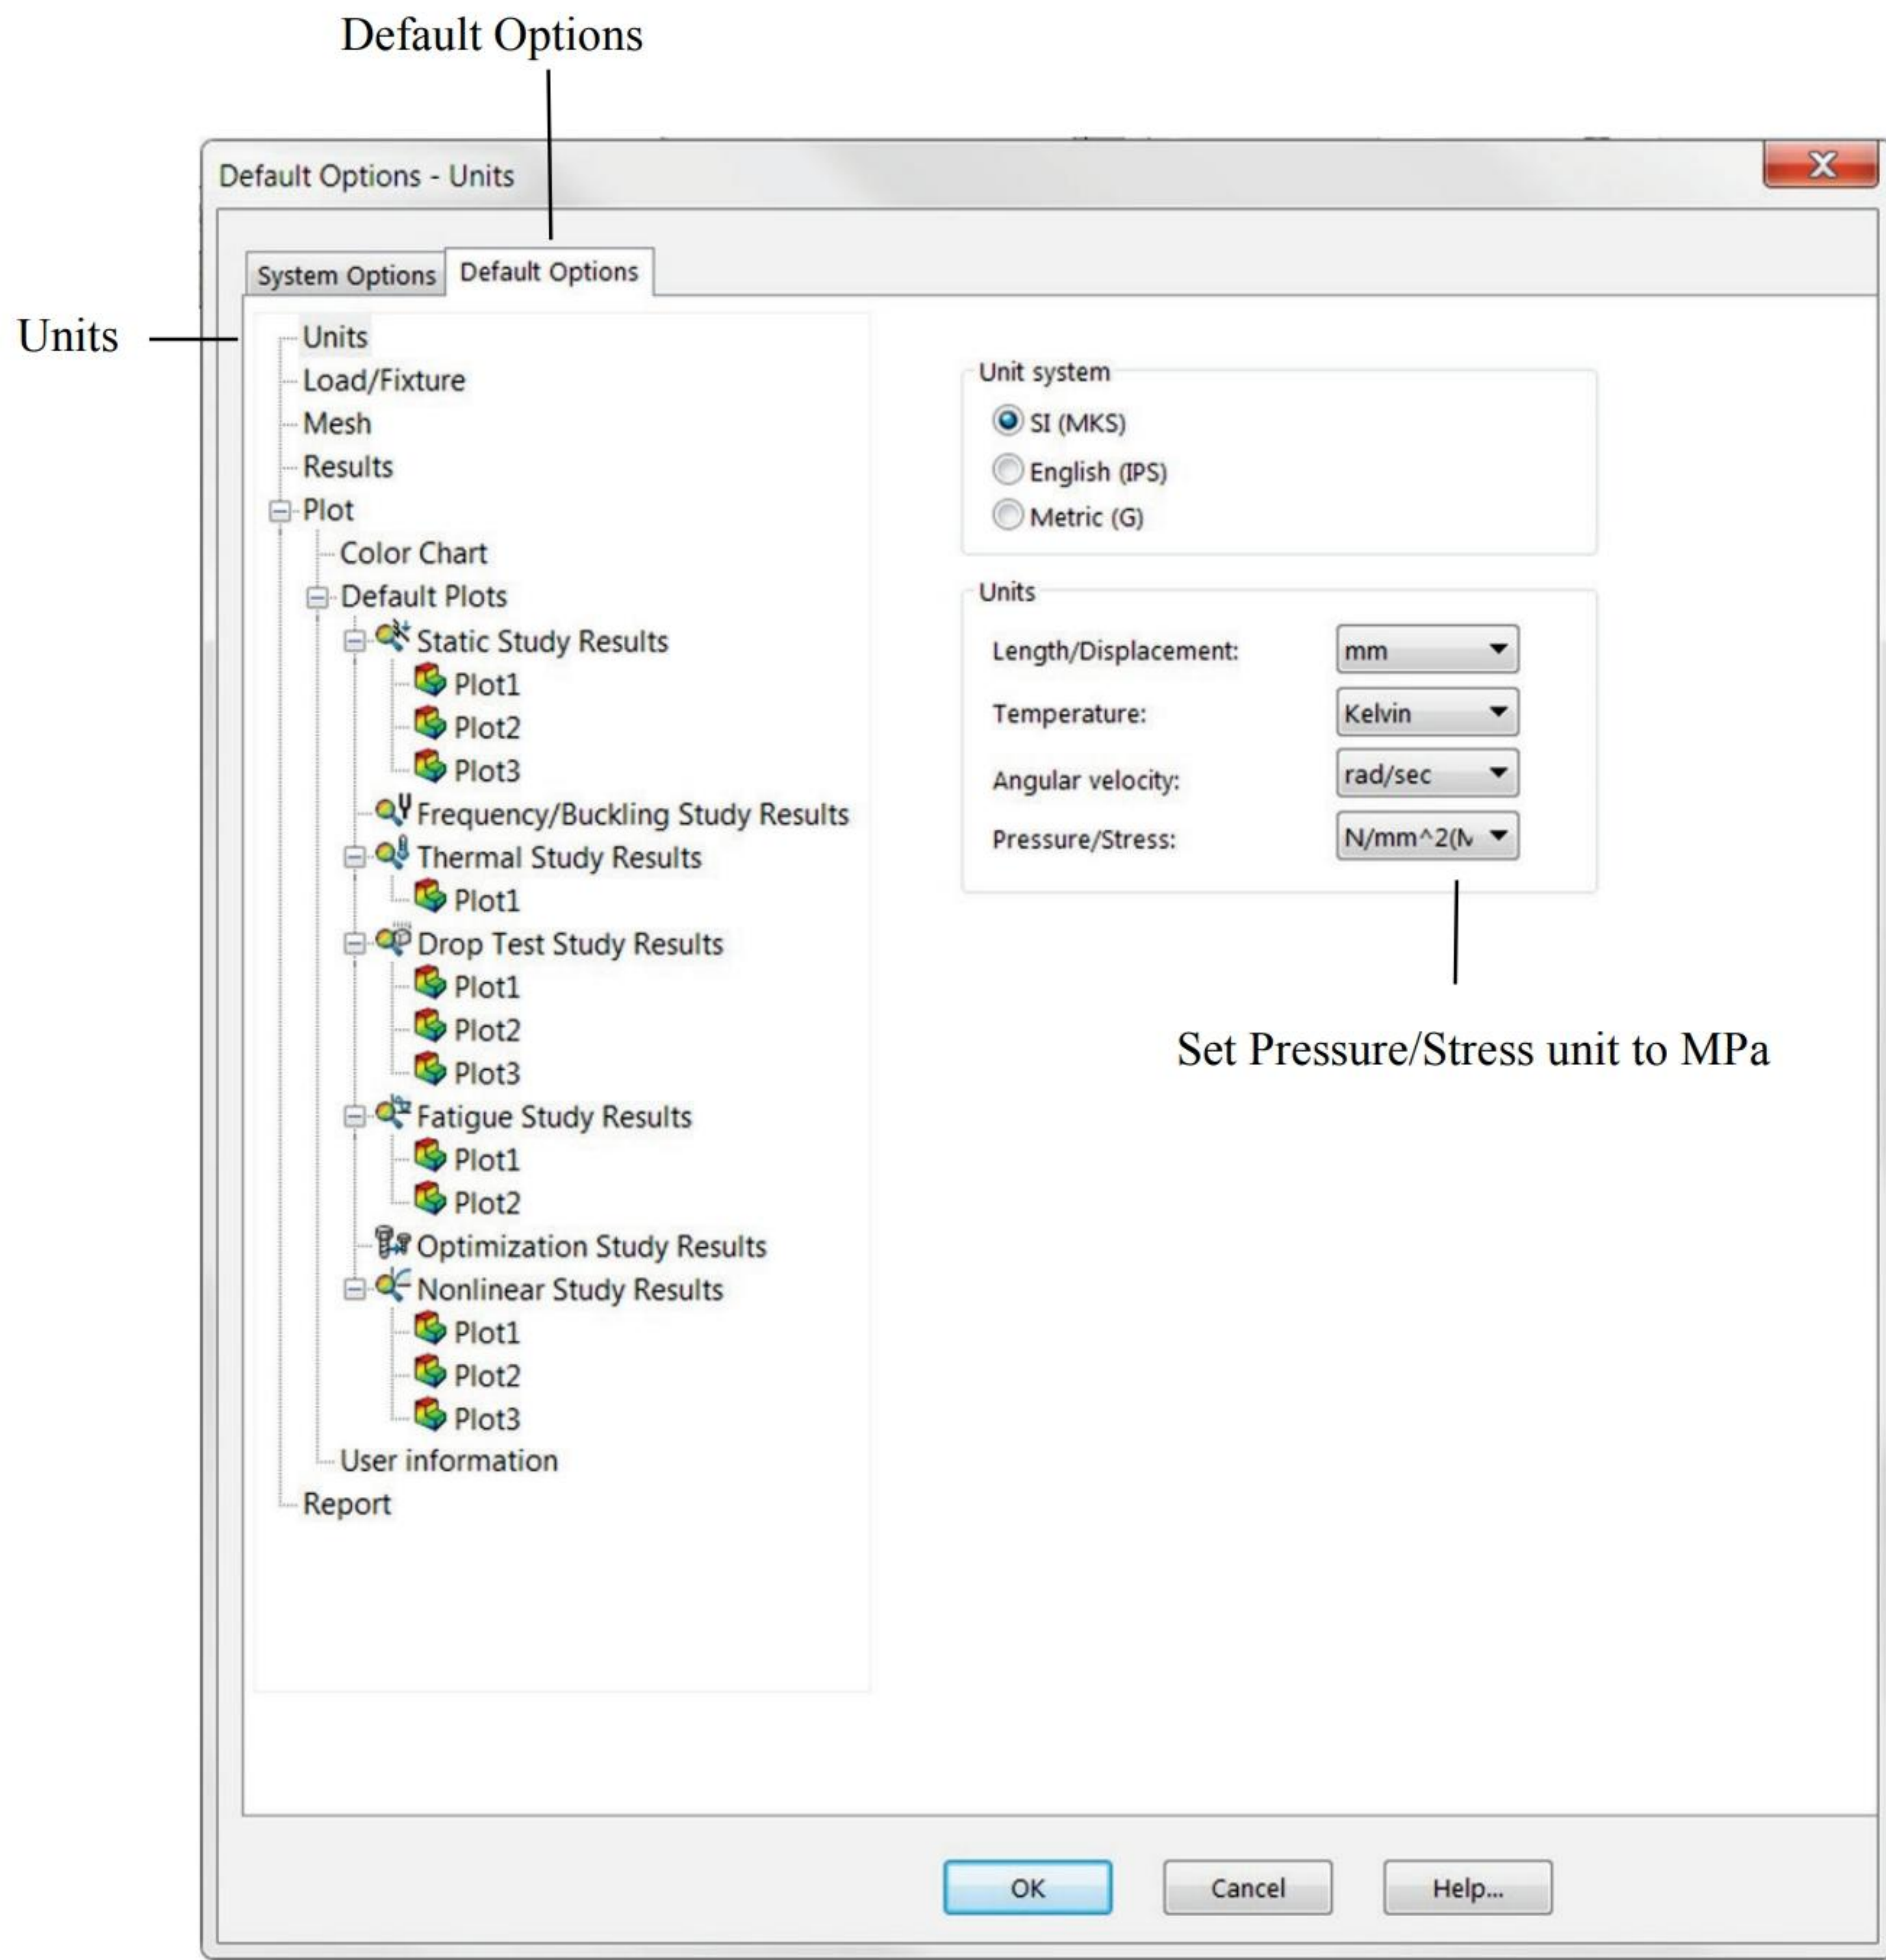 Default Options
Default Options - Units
System Options
Default Options
Units
Units
Load/Fixture
Mesh
Results
Plot
Color Chart
Default Plots
Static Study Results
Plot1
Plot2
Plot3
Frequency/Buckling Study Results
Thermal Study Results
Plot1
Drop Test Study Results
Plot1
Plot2
Plot3
Fatigue Study Results
Plot1
Plot2
Optimization Study Results
Nonlinear Study Results
Plot1
Plot2
Plot3
User information
Report
Unit system
SI (MKS)
English (IPS)
Metric (G)
Units
Length/Displacement: mm
Temperature: Kelvin
Angular velocity: rad/sec
Pressure/Stress: N/mm^2(M
Set Pressure/Stress unit to MPa
OK
Cancel
Help...